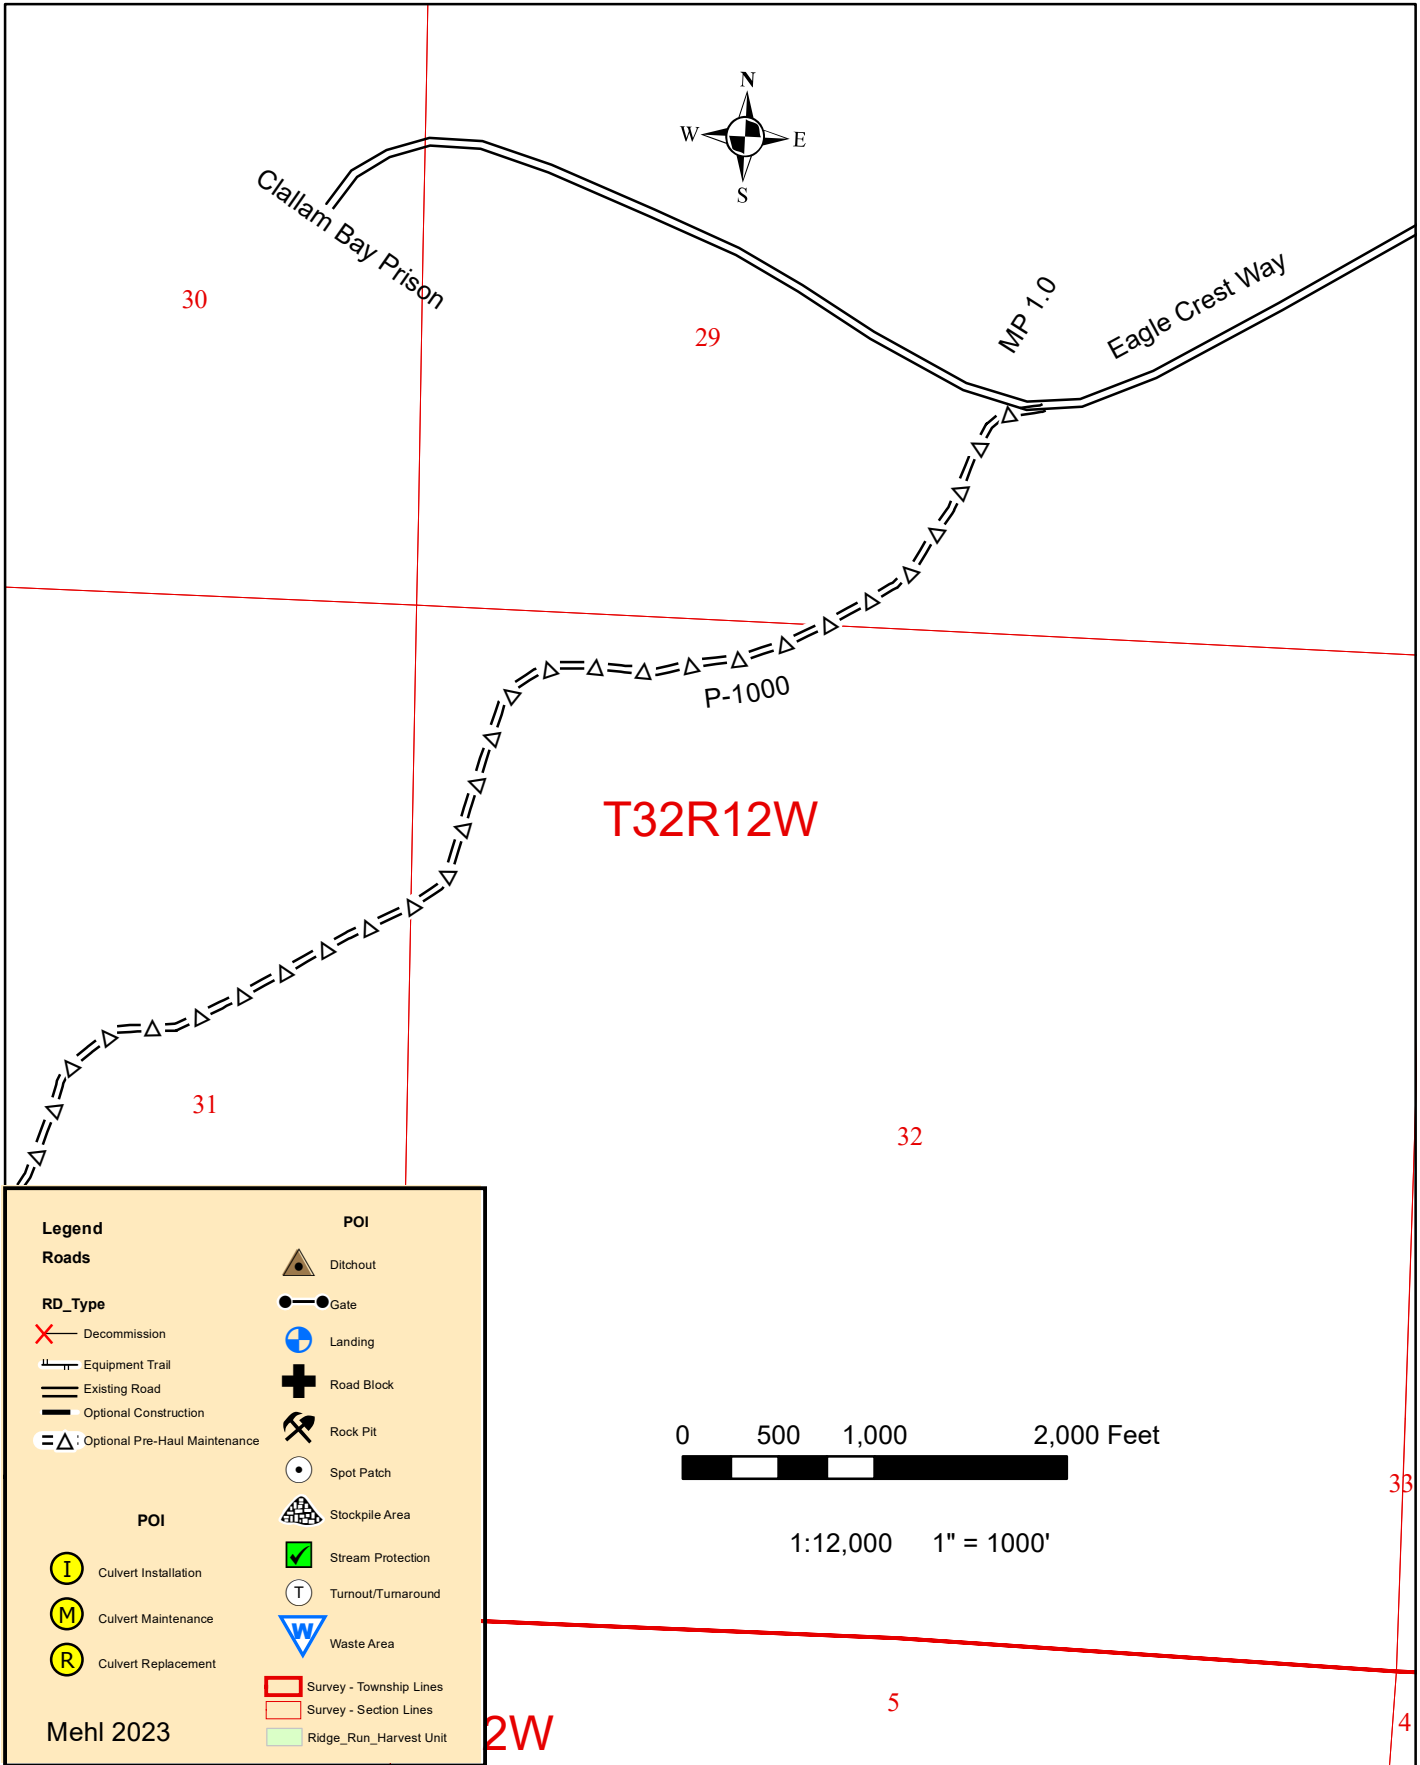 N
W E
S
Clallam Bay Prison
30
29
MP 1.0
Eagle Crest Way
P-1000
T32R12W
31
32
Legend
Roads
RD_Type
Decommission
Equipment Trail
Existing Road
Optional Construction
Optional Pre-Haul Maintenance
POI
I Culvert Installation
M Culvert Maintenance
R Culvert Replacement
Mehl 2023
POI
Ditchout
Gate
Landing
Road Block
Rock Pit
Spot Patch
Stockpile Area
Stream Protection
T Turnout/Turnaround
W Waste Area
Survey - Township Lines
Survey - Section Lines
Ridge_Run_Harvest Unit
0 500 1,000 2,000 Feet
1:12,000 1" = 1000'
33
5
4
2W